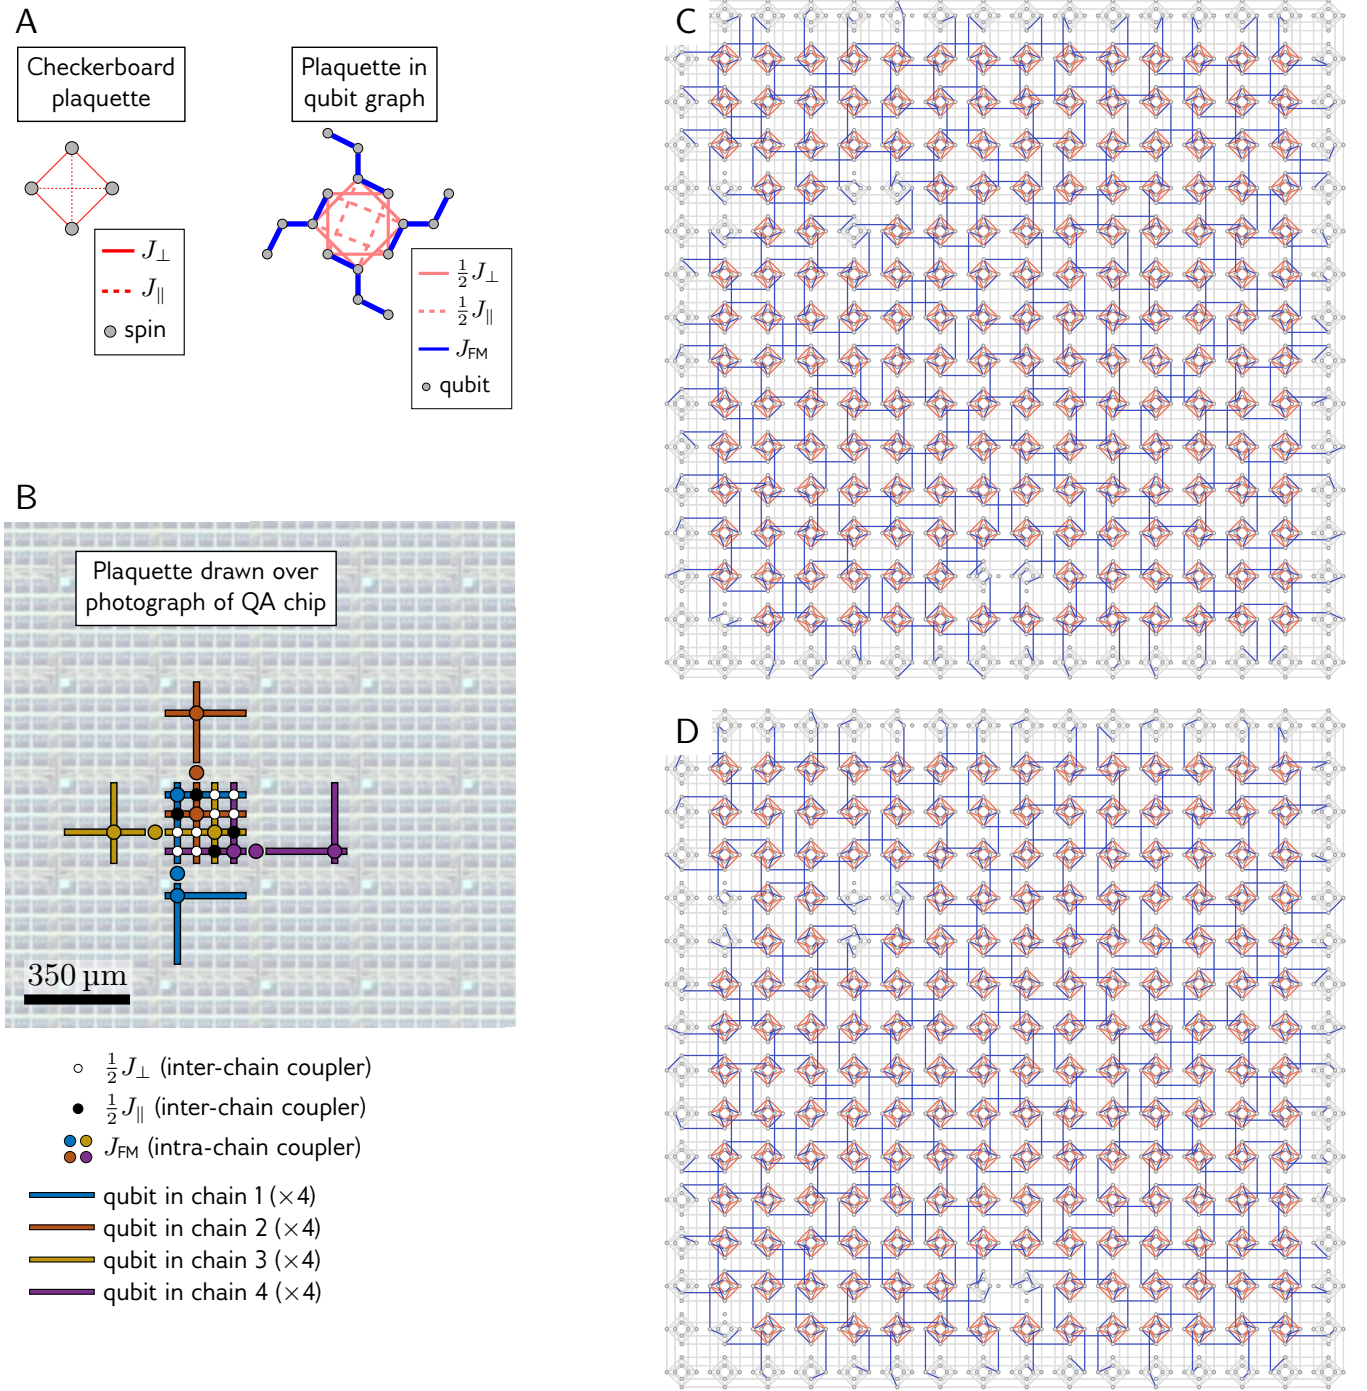 A
Checkerboard
plaquette
J⊥
J∥
spin
Plaquette in
qubit graph
½J⊥
½J∥
J_FM
qubit
B
Plaquette drawn over
photograph of QA chip
350 µm
½J⊥ (inter-chain coupler)
½J∥ (inter-chain coupler)
J_FM (intra-chain coupler)
qubit in chain 1 (×4)
qubit in chain 2 (×4)
qubit in chain 3 (×4)
qubit in chain 4 (×4)
C
D